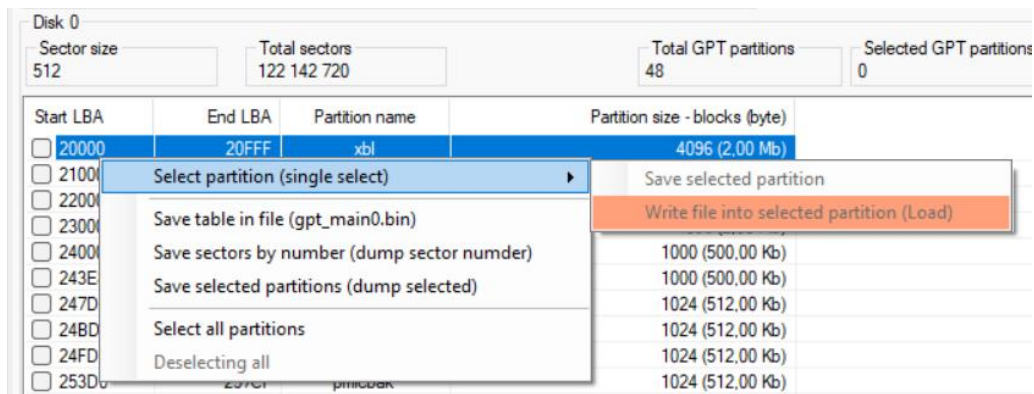 Disk 0
Sector size Total sectors Total GPT partitions Selected GPT partitions
512 122 142 720 48 0
Start LBA End LBA Partition name Partition size - blocks (byte)
20000 20FFF xbl 4096 (2,00 Mb)
Select partition (single select) Save selected partition
Write file into selected partition (Load)
Save table in file (gpt_main0.bin)
Save sectors by number (dump sector numder) 1000 (500,00 Kb)
243E 1000 (500,00 Kb)
Save selected partitions (dump selected)
247D 1024 (512,00 Kb)
24BD Select all partitions 1024 (512,00 Kb)
24FD 1024 (512,00 Kb)
Deselecting all
1024 (512,00 Kb)